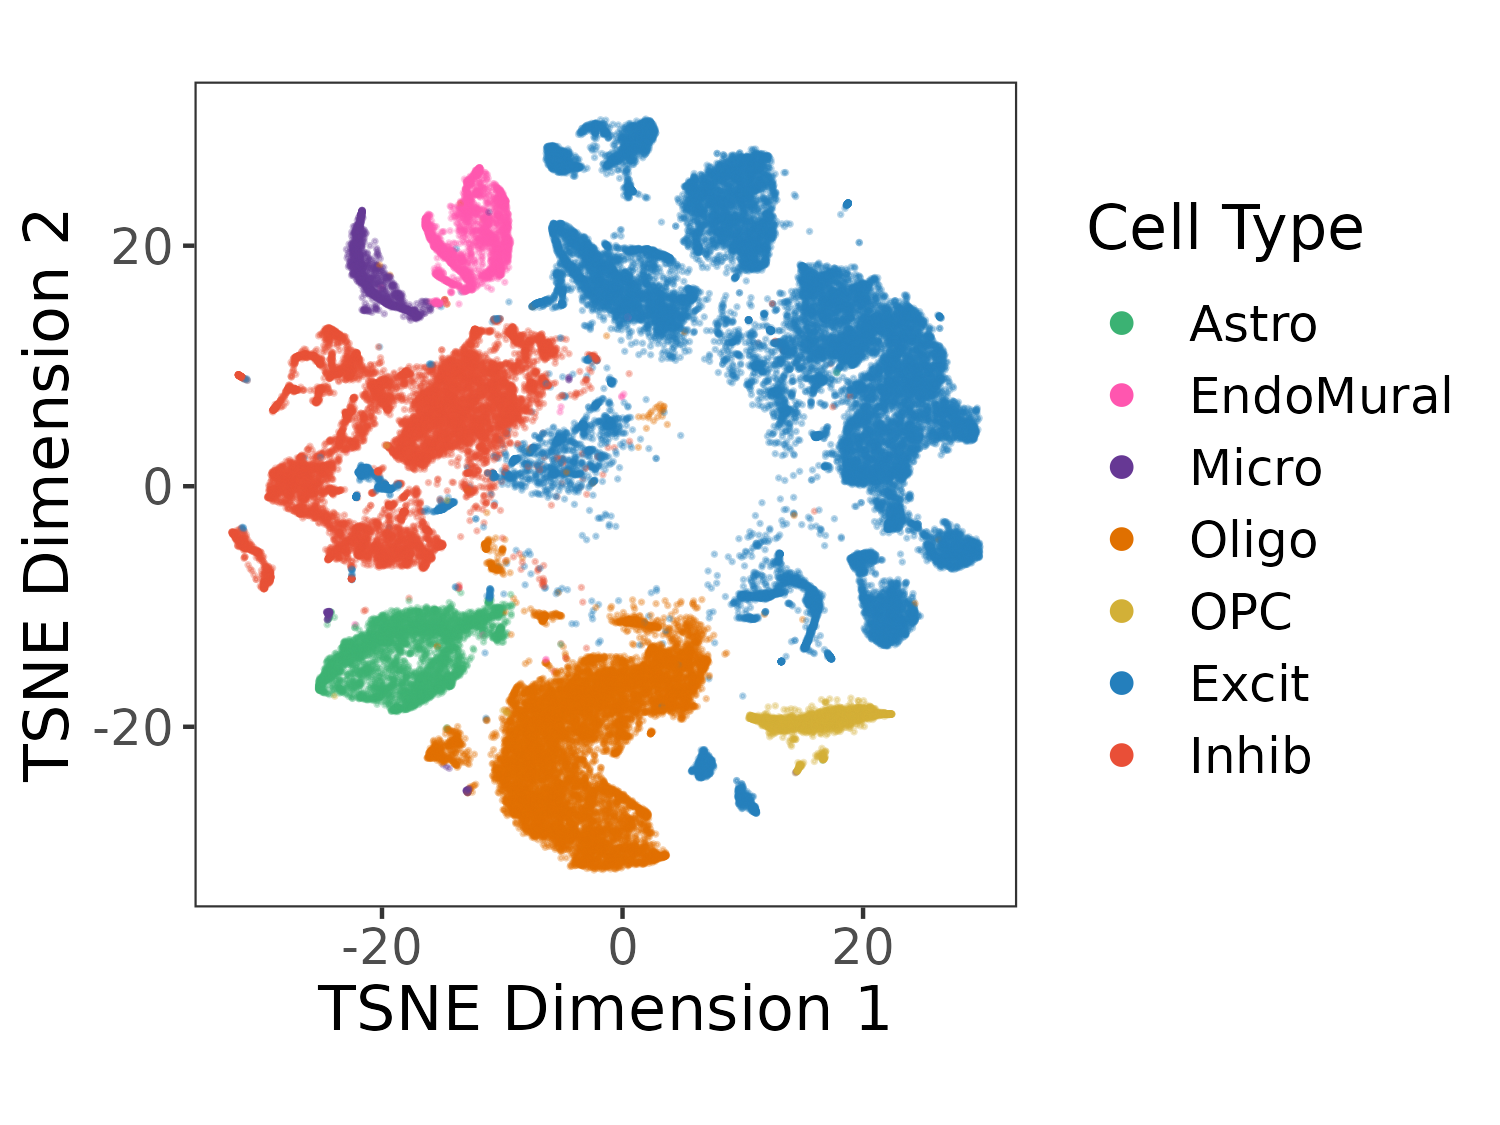 TSNE Dimension 2
20
0
-20
-20 0 20
TSNE Dimension 1
Cell Type
Astro
EndoMural
Micro
Oligo
OPC
Excit
Inhib